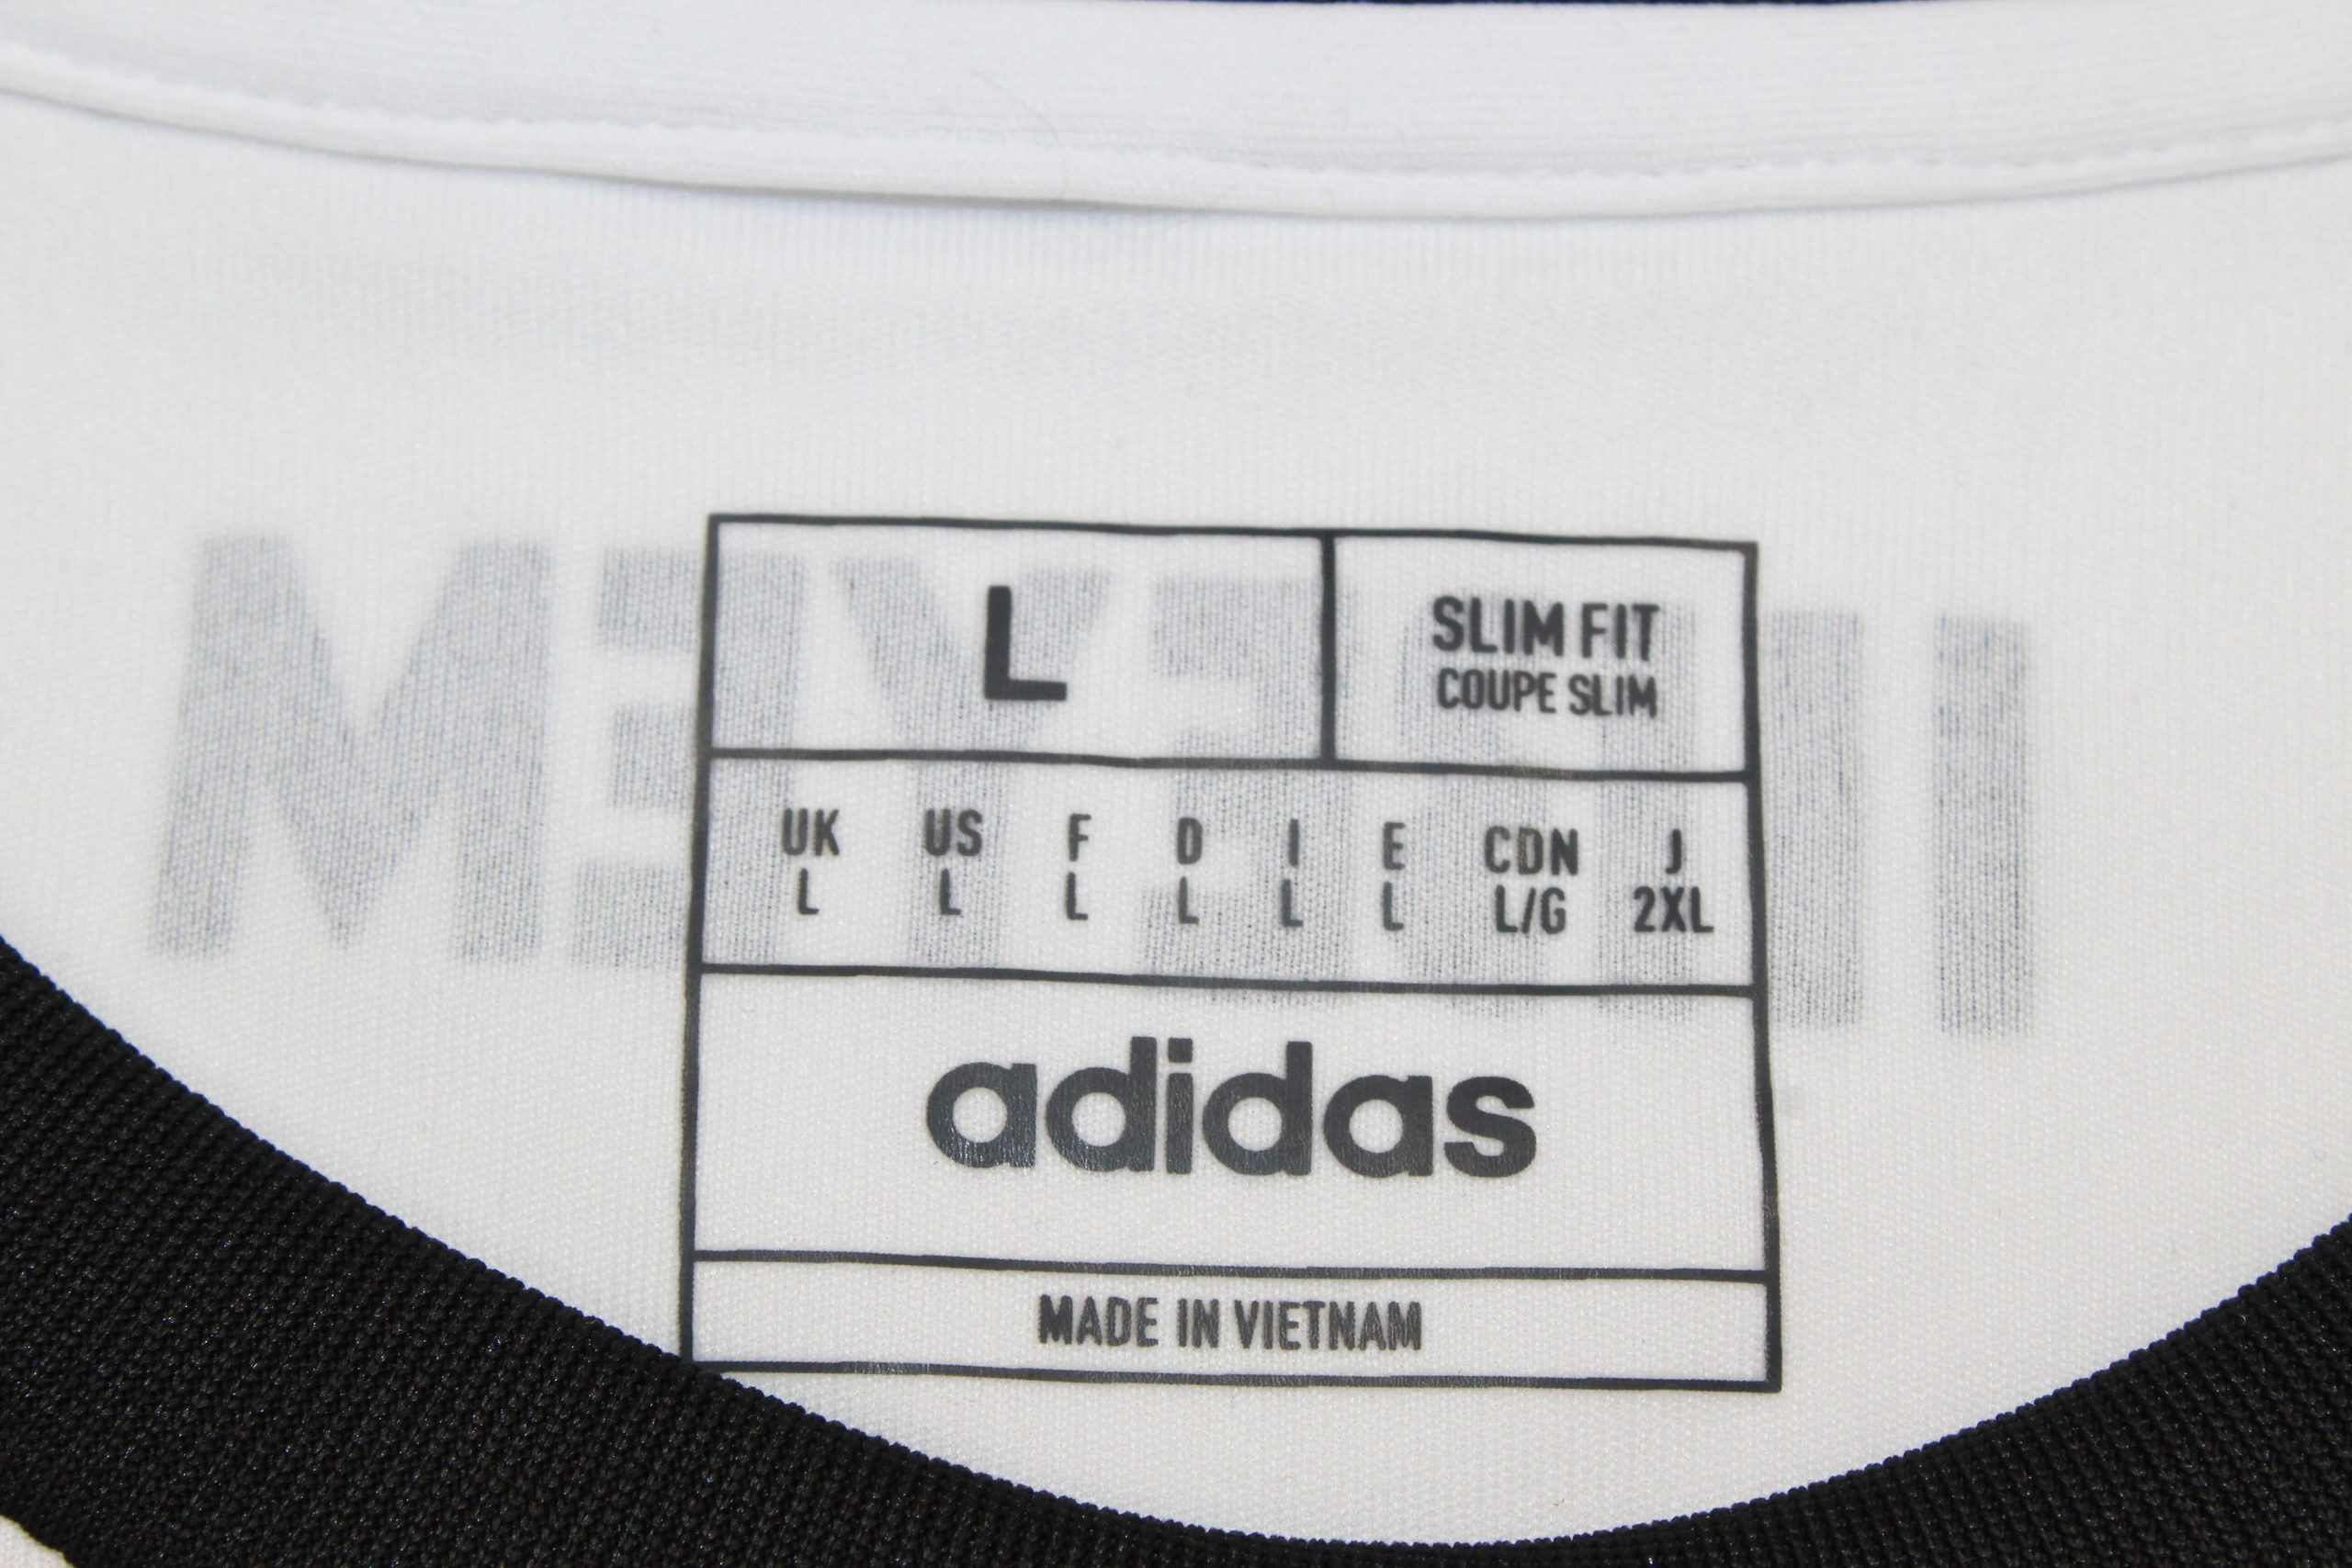 L
SLIM FIT
COUPE SLIM
UK US F D I E CDN J
L L L L L L L/G 2XL
adidas
MADE IN VIETNAM